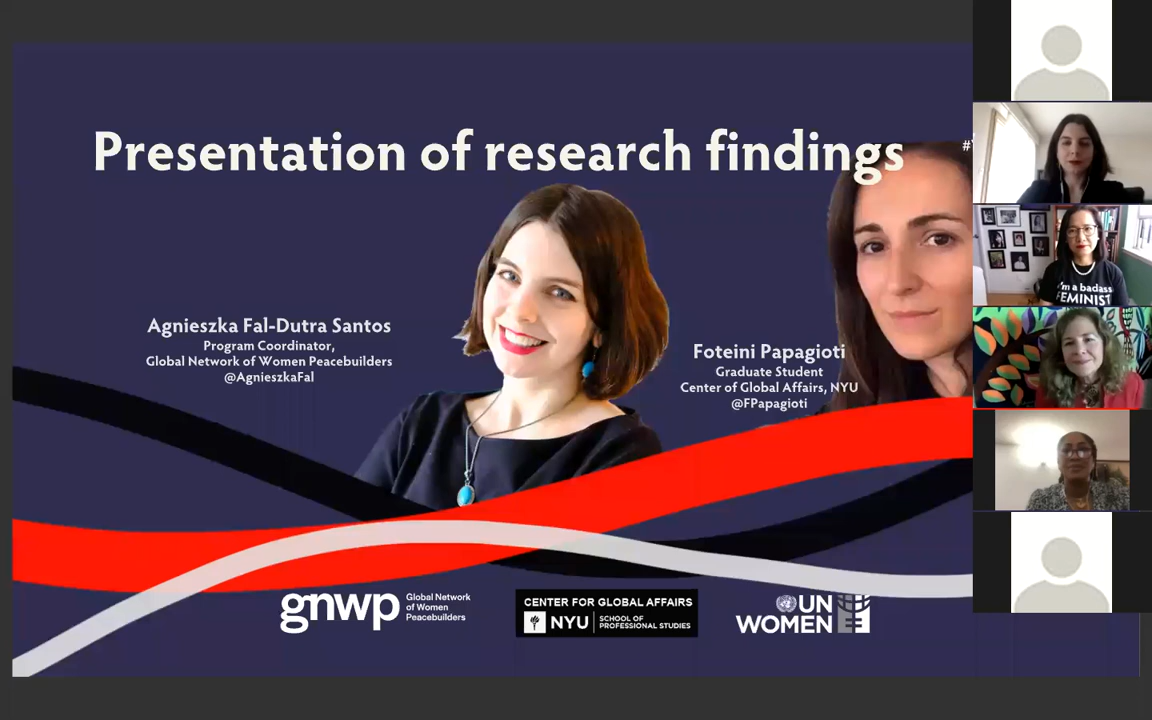 Presentation of research findings
Agnieszka Fal-Dutra Santos
Program Coordinator,
Global Network of Women Peacebuilders
@AgnieszkaFal
Foteini Papagioti
Graduate Student
Center of Global Affairs, NYU
@FPapagioti
I'm a badass
FEMINIST
gnwp
Global Network
of Women
Peacebuilders
CENTER FOR GLOBAL AFFAIRS
NYU
SCHOOL OF
PROFESSIONAL STUDIES
UN
WOMEN